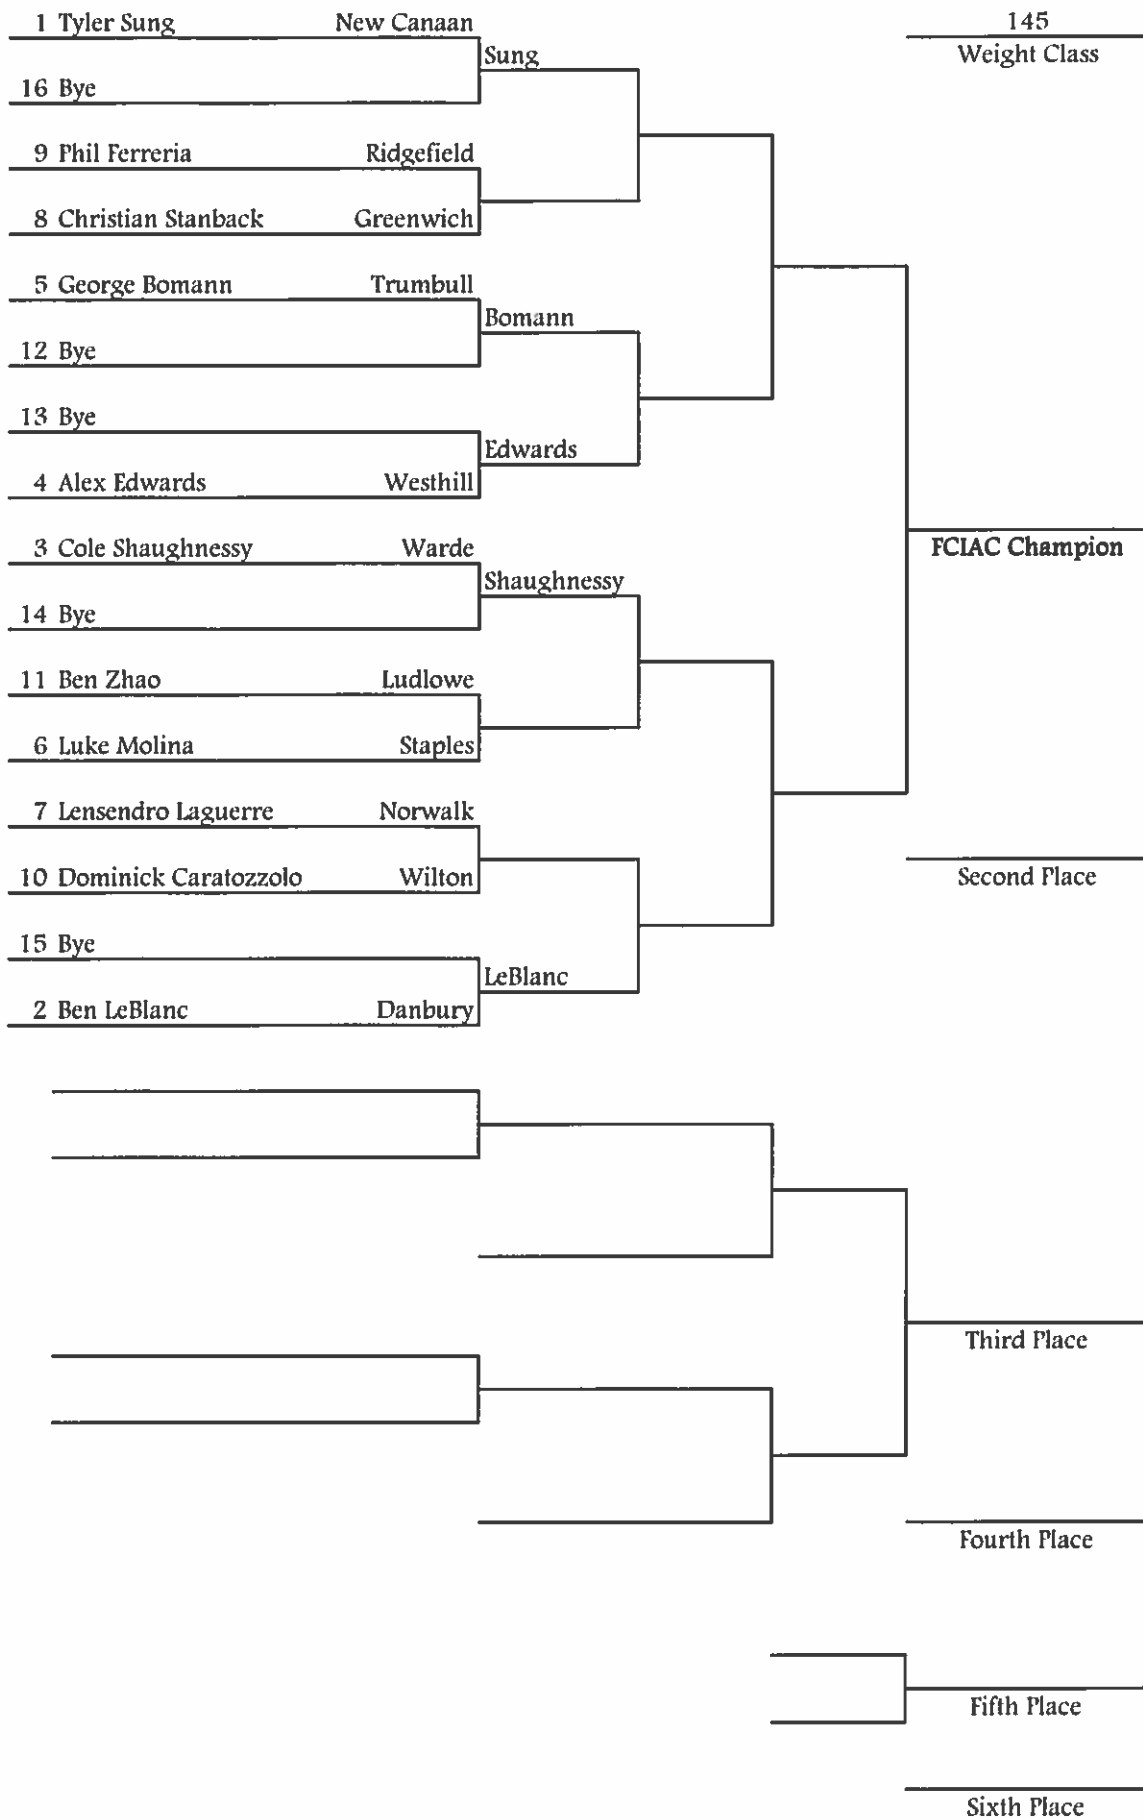 1 Tyler Sung New Canaan
145
Weight Class
Sung
16 Bye
9 Phil Ferreria Ridgefield
8 Christian Stanback Greenwich
5 George Bomann Trumbull
Bomann
12 Bye
13 Bye
Edwards
4 Alex Edwards Westhill
3 Cole Shaughnessy Warde
FCIAC Champion
Shaughnessy
14 Bye
11 Ben Zhao Ludlowe
6 Luke Molina Staples
7 Lensendro Laguerre Norwalk
10 Dominick Caratozzolo Wilton
Second Place
15 Bye
LeBlanc
2 Ben LeBlanc Danbury
Third Place
Fourth Place
Fifth Place
Sixth Place